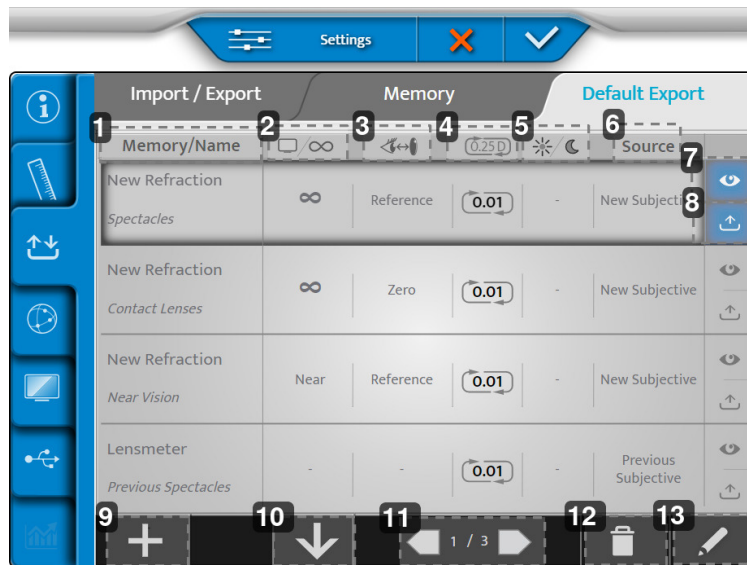 Settings
Import / Export
Memory
Default Export
1
2
3
4
5
6
7
Memory/Name
/∞
0.25 D
/
Source
8
New Refraction
Spectacles
∞
Reference
0.01
-
New Subjective
New Refraction
Contact Lenses
∞
Zero
0.01
-
New Subjective
New Refraction
Near Vision
Near
Reference
0.01
-
New Subjective
Lensmeter
Previous Spectacles
-
-
0.01
-
Previous
Subjective
9
10
11
1 / 3
12
13